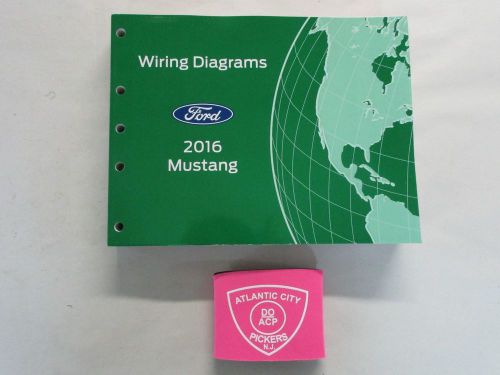 Wiring Diagrams
Ford
2016
Mustang
ATLANTIC CITY
DO
ACP
PICKERS
N.J.